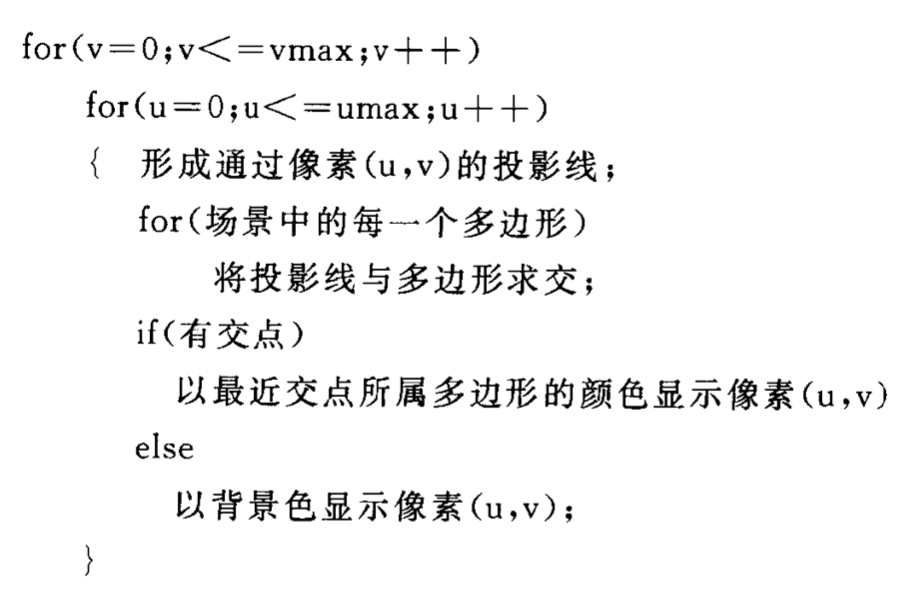 for(v=0;v<=vmax;v++)
for(u=0;u<=umax;u++)
{ 形成通过像素(u,v)的投影线;
for(场景中的每一个多边形)
将投影线与多边形求交;
if(有交点)
以最近交点所属多边形的颜色显示像素(u,v)
else
以背景色显示像素(u,v);
}